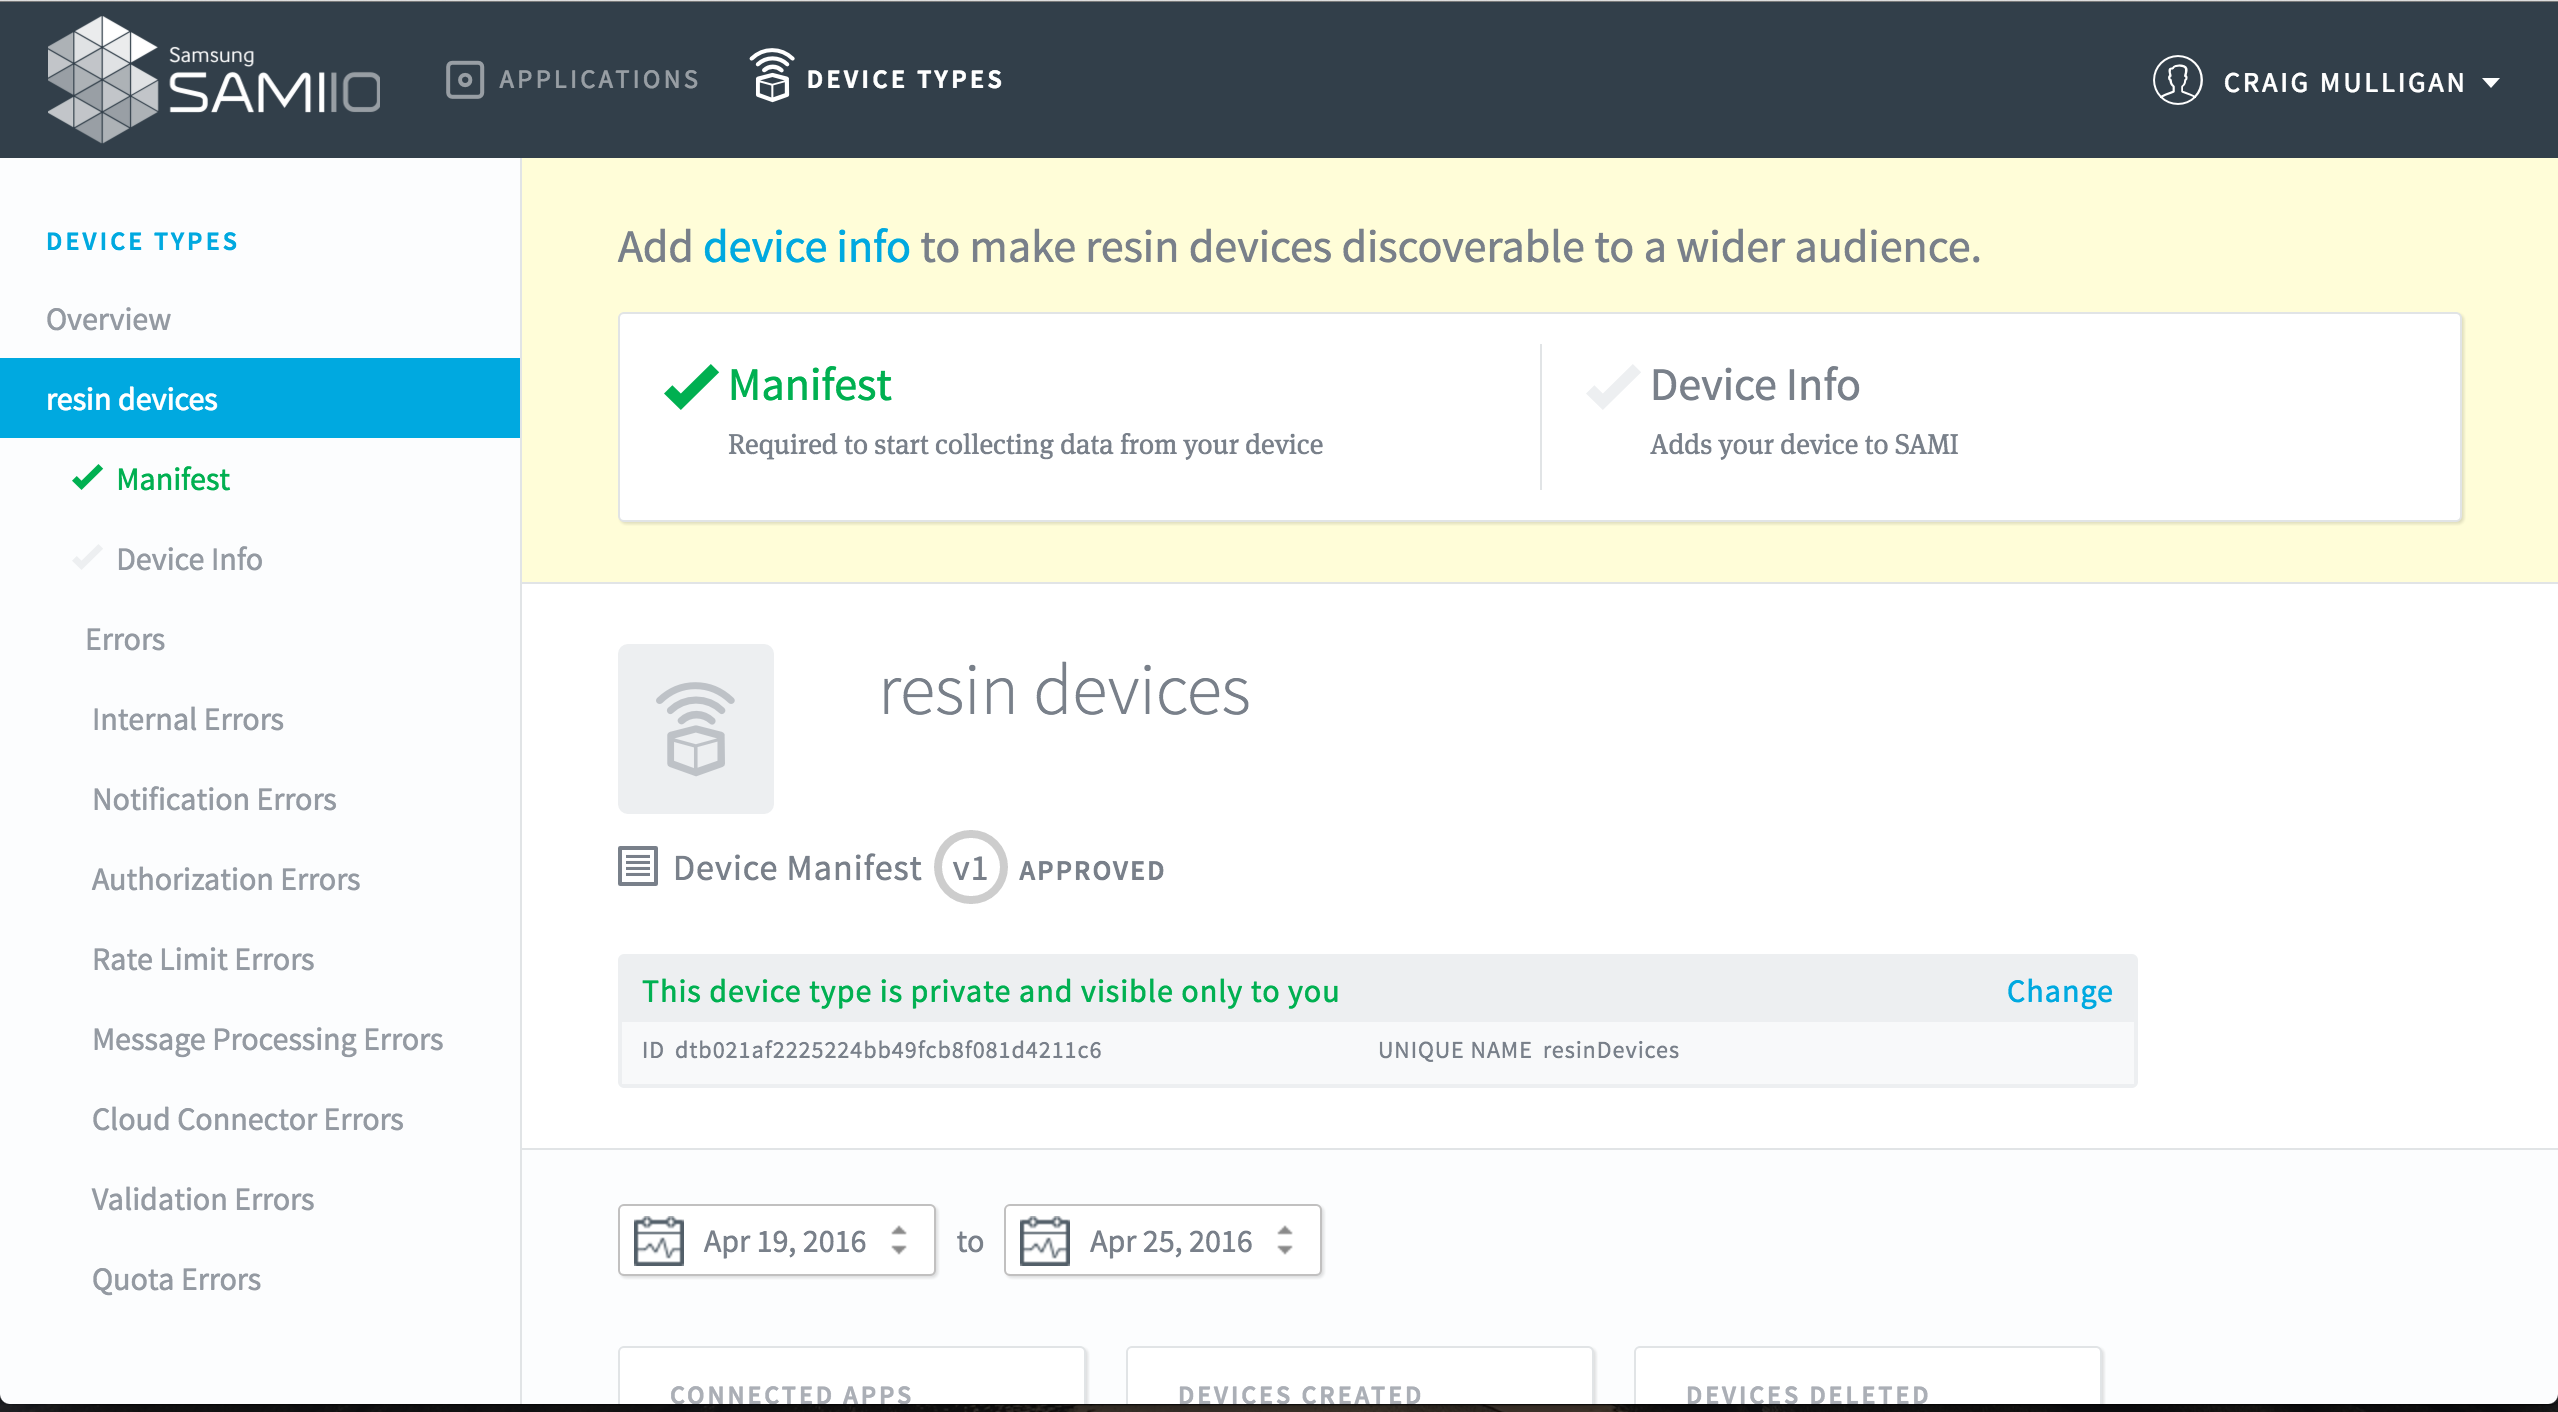 Samsung
SAMIIO
APPLICATIONS
DEVICE TYPES
CRAIG MULLIGAN
DEVICE TYPES
Overview
resin devices
Manifest
Device Info
Errors
Internal Errors
Notification Errors
Authorization Errors
Rate Limit Errors
Message Processing Errors
Cloud Connector Errors
Validation Errors
Quota Errors
Add device info to make resin devices discoverable to a wider audience.
Manifest
Required to start collecting data from your device
Device Info
Adds your device to SAMI
resin devices
Device Manifest v1 APPROVED
This device type is private and visible only to you Change
ID dtb021af2225224bb49fcb8f081d4211c6 UNIQUE NAME resinDevices
Apr 19, 2016 to Apr 25, 2016
CONNECTED APPS DEVICES CREATED DEVICES DELETED